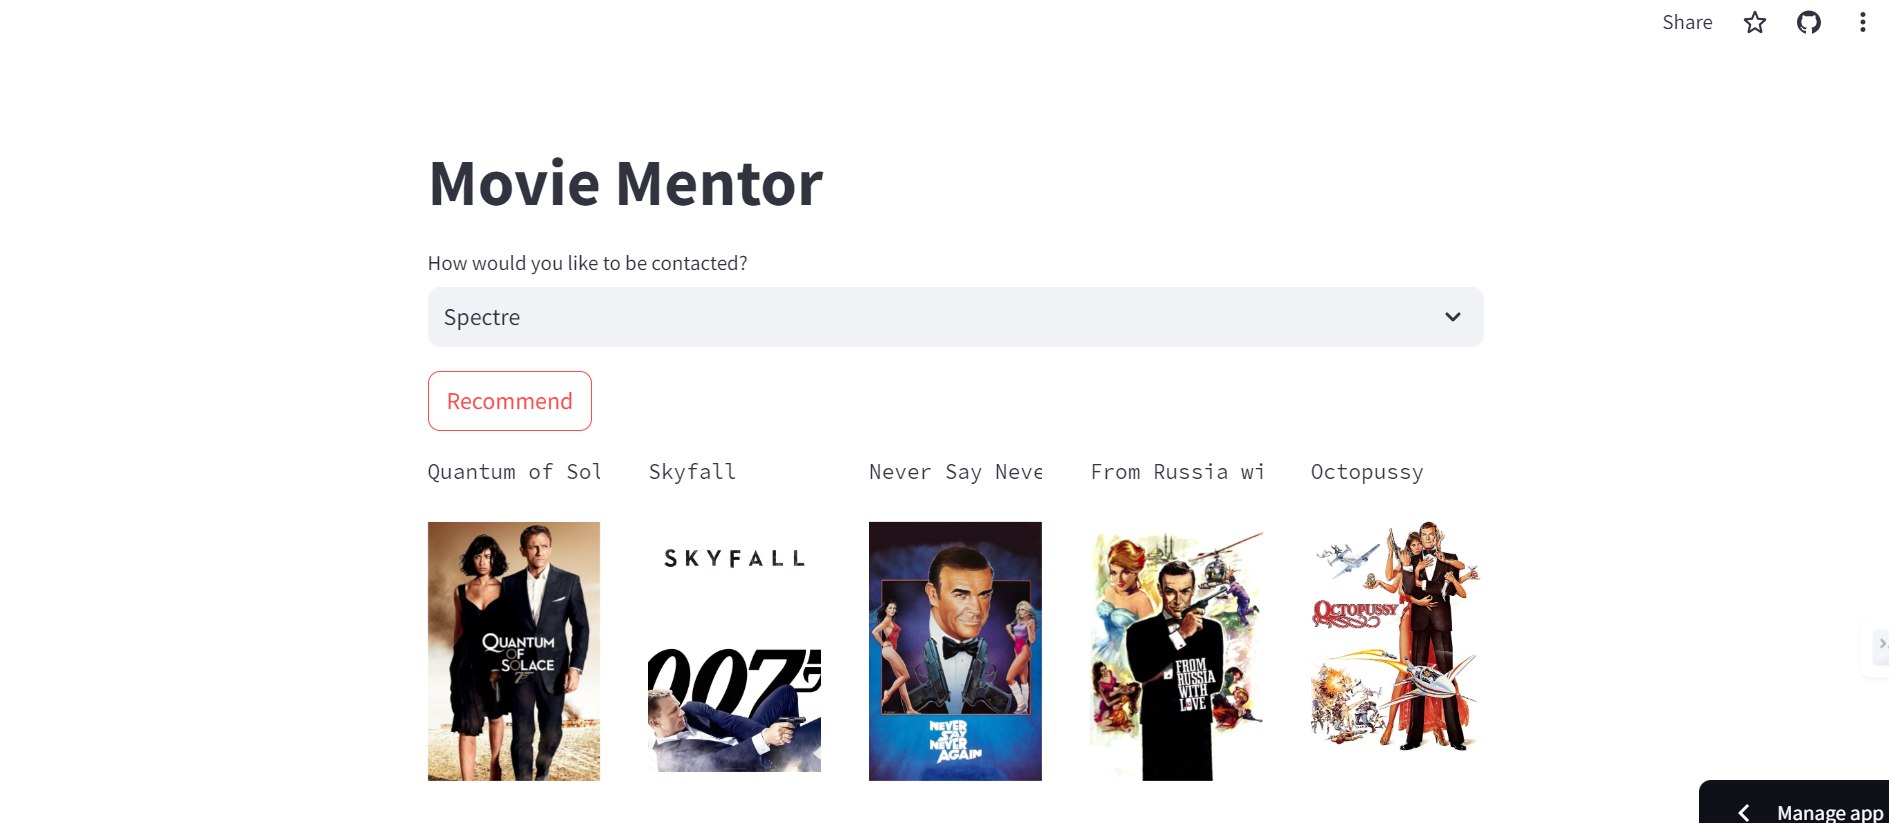 Share
Movie Mentor
How would you like to be contacted?
Spectre
Recommend
Quantum of Sol
Skyfall
Never Say Neve
From Russia wi
Octopussy
QUANTUM
OF
SOLACE
007
SKYFALL
007
NEVER
SAY
NEVER
AGAIN
FROM
RUSSIA
WITH
LOVE
OCTOPUSSY
Manage app